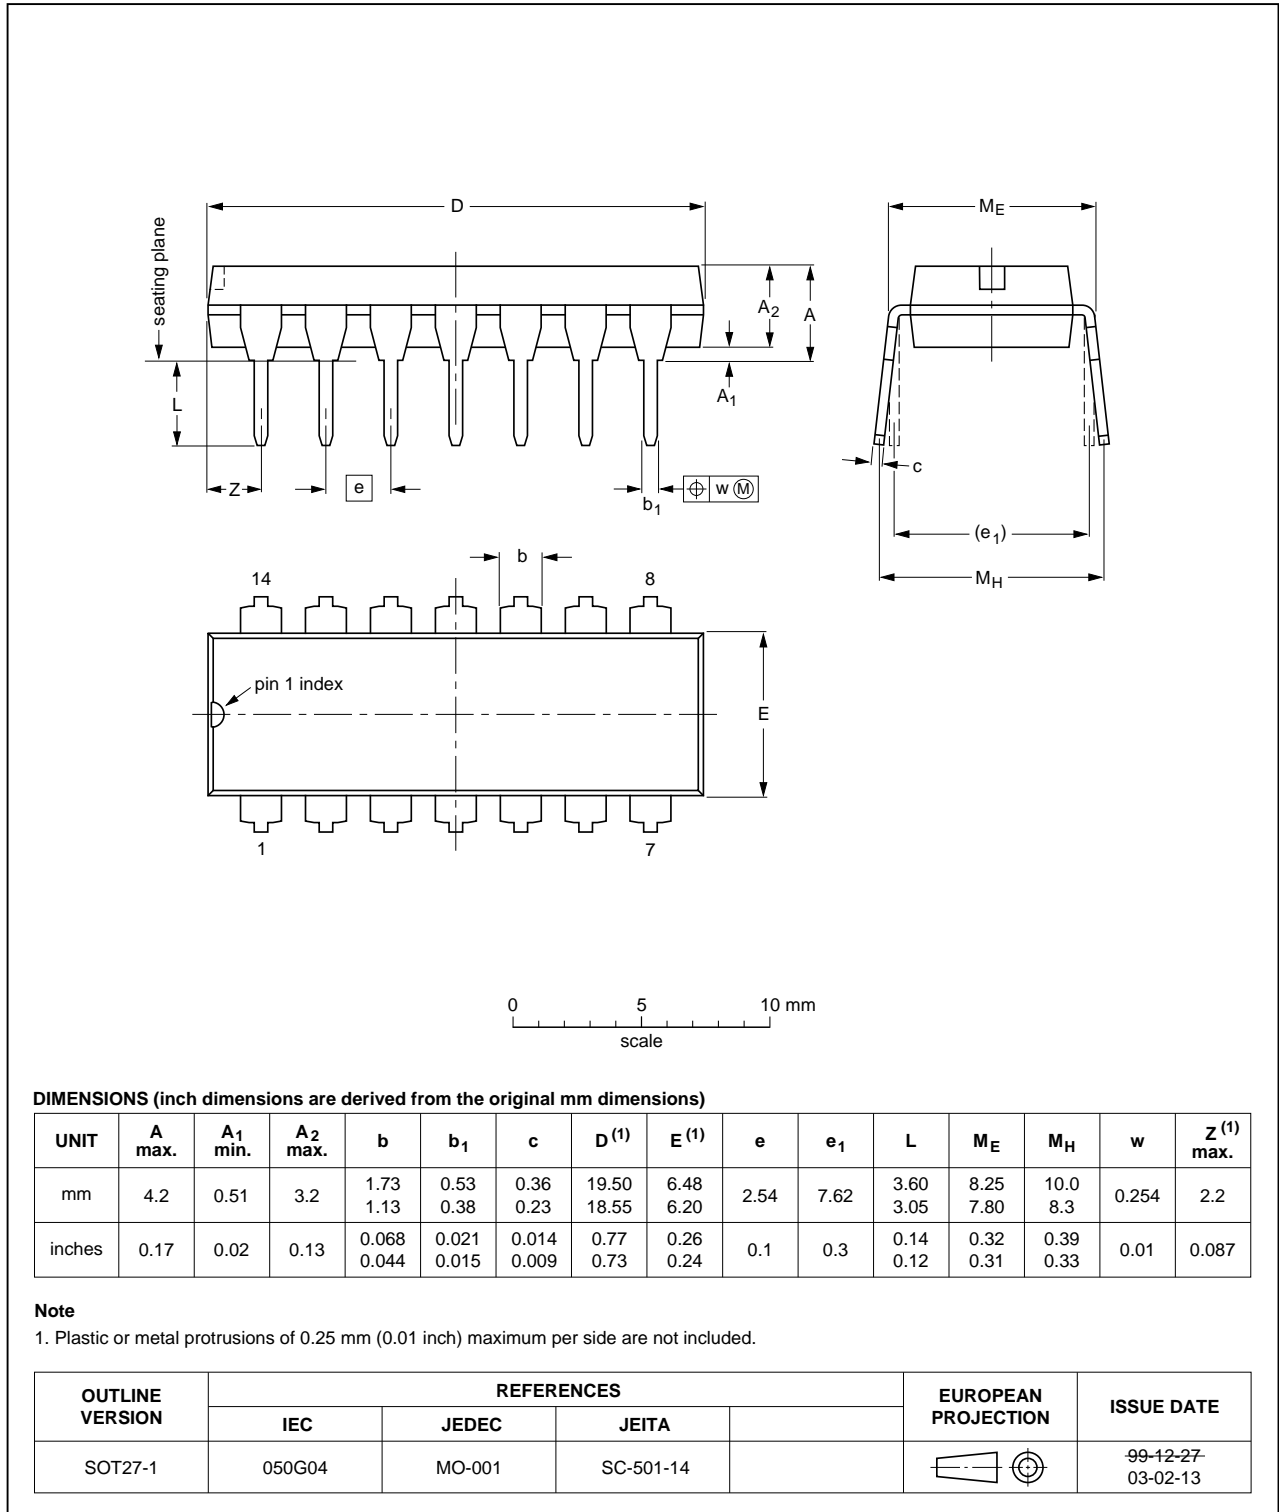 D
ME
seating plane
A2
A
A1
L
c
Z
e
b1
w M
(e1)
MH
b
14
8
pin 1 index
E
1
7
0 5 10 mm
scale
DIMENSIONS (inch dimensions are derived from the original mm dimensions)
UNIT A max. A1 min. A2 max. b b1 c D(1) E(1) e e1 L ME MH w Z(1) max.
mm 4.2 0.51 3.2 1.73 1.13 0.53 0.38 0.36 0.23 19.50 18.55 6.48 6.20 2.54 7.62 3.60 3.05 8.25 7.80 10.0 8.3 0.254 2.2
inches 0.17 0.02 0.13 0.068 0.044 0.021 0.015 0.014 0.009 0.77 0.73 0.26 0.24 0.1 0.3 0.14 0.12 0.32 0.31 0.39 0.33 0.01 0.087
Note
1. Plastic or metal protrusions of 0.25 mm (0.01 inch) maximum per side are not included.
OUTLINE VERSION REFERENCES EUROPEAN PROJECTION ISSUE DATE
IEC JEDEC JEITA
SOT27-1 050G04 MO-001 SC-501-14 99-12-27
03-02-13